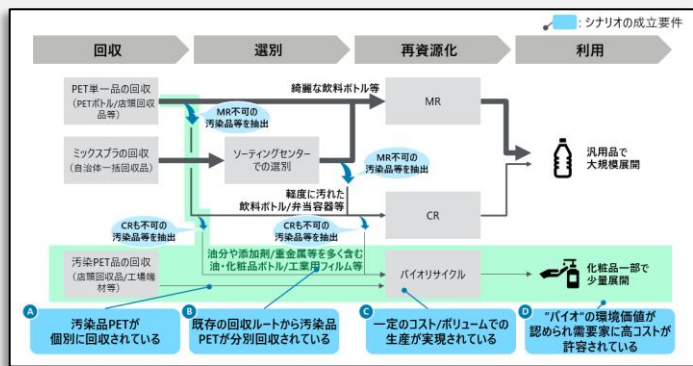 ：シナリオの成立要件
回収
選別
再資源化
利用
PET単一品の回収
（PETボトル/店頭回収
品等）
MR不可の
汚染品等を抽出
綺麗な飲料ボトル等
MR
ミックスプラの回収
（自治体一括回収品）
ソーティングセンター
での選別
MR不可の
汚染品等を抽出
汎用品で
大規模展開
軽度に汚れた
飲料ボトル/弁当容器等
CR
CRも不可の
汚染品等を抽出
CRも不可の
汚染品等を抽出
汚染PET品の回収
（店頭回収品/工場端
材等）
油分や添加剤/重金属等を多く含む
油・化粧品ボトル/工業用フィルム等
バイオリサイクル
化粧品一部で
少量展開
A
汚染品PETが
個別に回収されている
B
既存の回収ルートから汚染品
PETが分別回収されている
C
一定のコスト/ボリュームでの
生産が実現されている
D
"バイオ"の環境価値が
認められ需要家に高コストが
許容されている